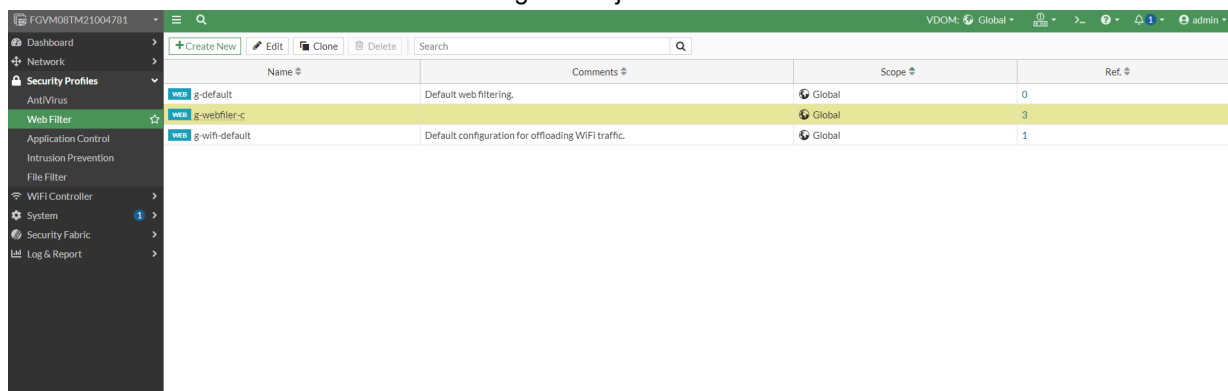 FGVM08TM21004781
VDOM: Global
>_
1
admin
Dashboard
Network
Security Profiles
AntiVirus
Web Filter
Application Control
Intrusion Prevention
File Filter
WiFi Controller
System 1
Security Fabric
Log & Report
+Create New Edit Clone Delete Search
Name Comments Scope Ref.
WEB g-default Default web filtering. Global 0
WEB g-webfiler-c Global 3
WEB g-wifi-default Default configuration for offloading WiFi traffic. Global 1